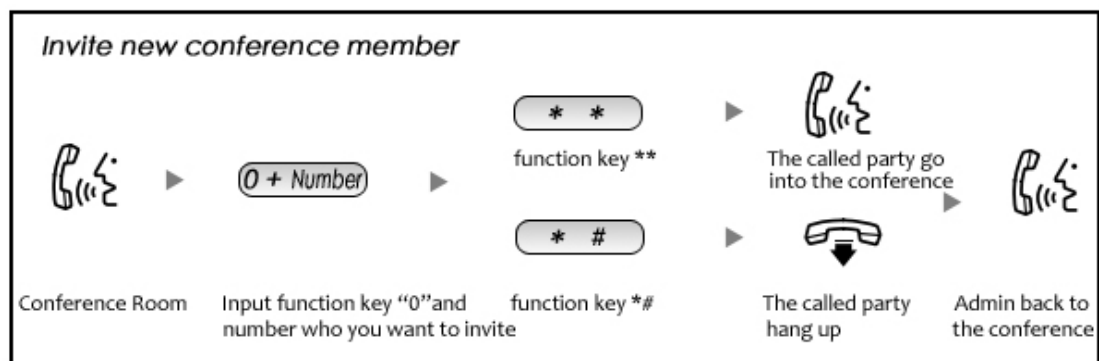 Invite new conference member
* *
function key **
The called party go
into the conference
0 + Number
* #
Conference Room
Input function key “0”and
number who you want to invite
function key *#
The called party
hang up
Admin back to
the conference